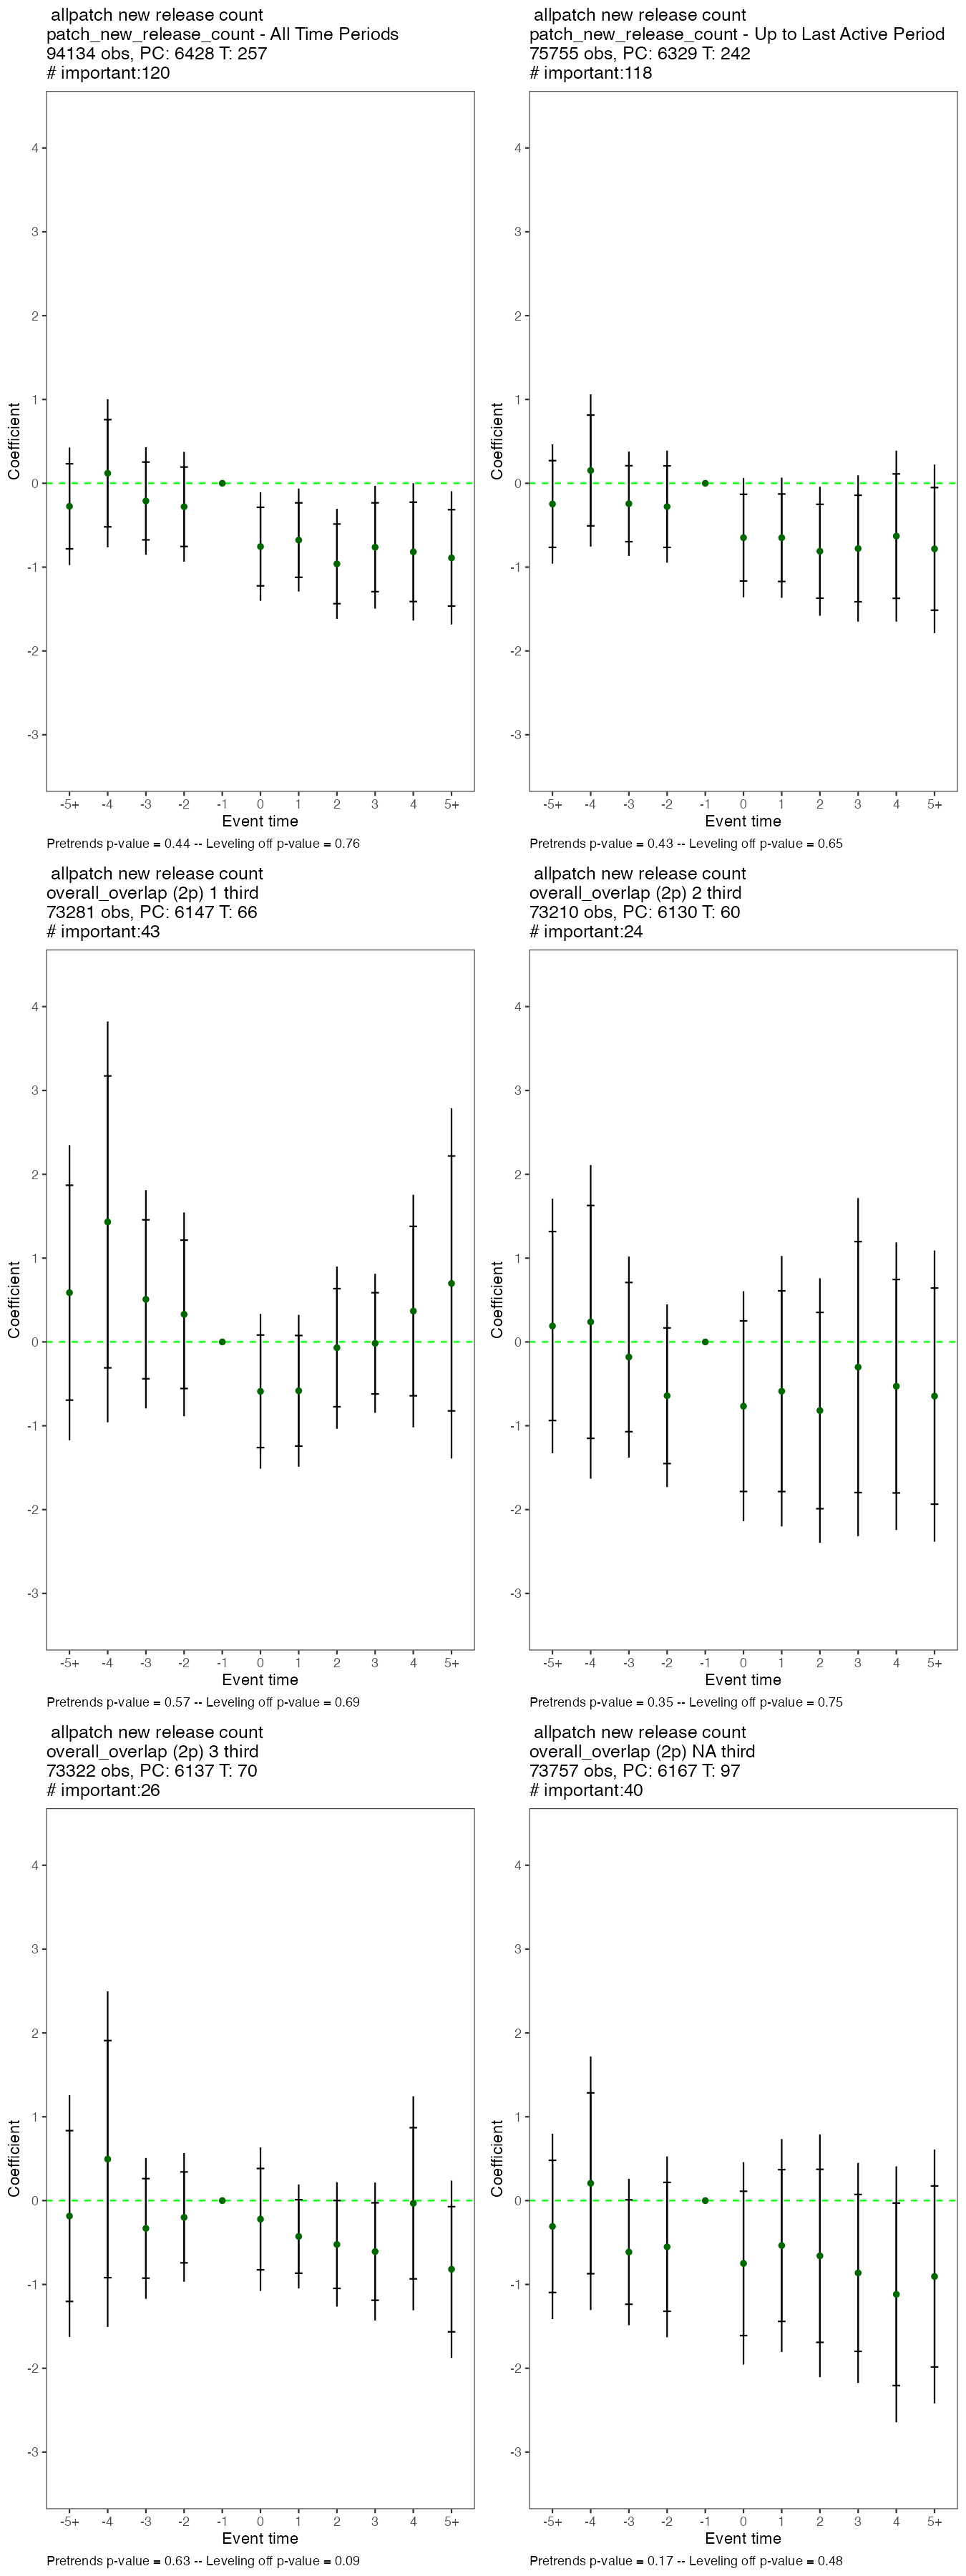 allpatch new release count
patch_new_release_count - All Time Periods
94134 obs, PC: 6428 T: 257
# important:120
4
3
2
1
0
-1
-2
-3
Coefficient
-5+ -4 -3 -2 -1 0 1 2 3 4 5+
Event time
Pretrends p-value = 0.44 -- Leveling off p-value = 0.76
allpatch new release count
patch_new_release_count - Up to Last Active Period
75755 obs, PC: 6329 T: 242
# important:118
4
3
2
1
0
-1
-2
-3
Coefficient
-5+ -4 -3 -2 -1 0 1 2 3 4 5+
Event time
Pretrends p-value = 0.43 -- Leveling off p-value = 0.65
allpatch new release count
overall_overlap (2p) 1 third
73281 obs, PC: 6147 T: 66
# important:43
4
3
2
1
0
-1
-2
-3
Coefficient
-5+ -4 -3 -2 -1 0 1 2 3 4 5+
Event time
Pretrends p-value = 0.57 -- Leveling off p-value = 0.69
allpatch new release count
overall_overlap (2p) 2 third
73210 obs, PC: 6130 T: 60
# important:24
4
3
2
1
0
-1
-2
-3
Coefficient
-5+ -4 -3 -2 -1 0 1 2 3 4 5+
Event time
Pretrends p-value = 0.35 -- Leveling off p-value = 0.75
allpatch new release count
overall_overlap (2p) 3 third
73322 obs, PC: 6137 T: 70
# important:26
4
3
2
1
0
-1
-2
-3
Coefficient
-5+ -4 -3 -2 -1 0 1 2 3 4 5+
Event time
Pretrends p-value = 0.63 -- Leveling off p-value = 0.09
allpatch new release count
overall_overlap (2p) NA third
73757 obs, PC: 6167 T: 97
# important:40
4
3
2
1
0
-1
-2
-3
Coefficient
-5+ -4 -3 -2 -1 0 1 2 3 4 5+
Event time
Pretrends p-value = 0.17 -- Leveling off p-value = 0.48